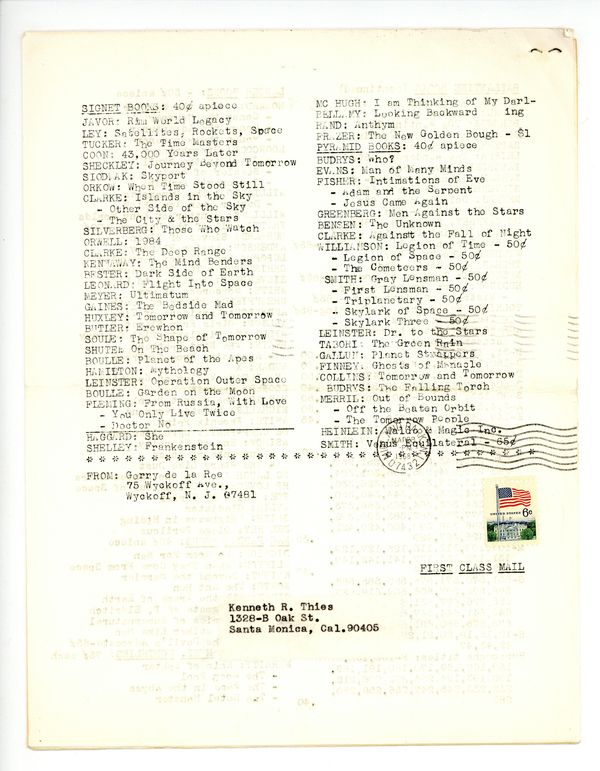 SIGNET BOOKS: 40¢ apiece
JAVOR: Rim World Legacy
LEY: Satellites, Rockets, Space
TUCKER: The Time Masters
COON: 43,000 Years Later
SHECKLEY: Journey Beyond Tomorrow
SIODMAK: Skyport
ORKOW: When Time Stood Still
CLARKE: Islands in the Sky
- Other Side of the Sky
- The City & the Stars
SILVERBERG: Those Who Watch
ORWELL: 1984
CLARKE: The Deep Range
KENNAWAY: The Mind Benders
BESTER: Dark Side of Earth
LEONARD: Flight Into Space
MEYER: Ultimatum
GAINES: The Bedside Mad
HUXLEY: Tomorrow and Tomorrow
BUTLER: Erewhon
SOULE: The Shape of Tomorrow
SHUTE: On The Beach
BOULLE: Planet of the Apes
HAMILTON: Mythology
LEINSTER: Operation Outer Space
BOULLE: Garden on the Moon
FLEMING: From Russia, With Love
- You Only Live Twice
- Doctor No
HAGGARD: She
SHELLEY: Frankenstein
MC HUGH: I am Thinking of My Darl-
BELLAMY: Looking Backward ing
RAND: Anthym
FRAZER: The New Golden Bough - $1
PYRAMID BOOKS: 40¢ apiece
BUDRYS: Who?
EVANS: Man of Many Minds
FISHER: Intimations of Eve
- Adam and the Serpent
- Jesus Came Again
GREENBERG: Men Against the Stars
BENSEN: The Unknown
CLARKE: Against the Fall of Night
WILLIAMSON: Legion of Time - 50¢
- Legion of Space - 50¢
- The Cometeers - 50¢
SMITH: Gray Lensman - 50¢
- First Lensman - 50¢
- Triplanetary - 50¢
- Skylark of Space - 50¢
- Skylark Three - 50¢
LEINSTER: Dr. to the Stars
TABORI: The Green Rain
GALLUN: Planet Strappers
FINNEY: Ghosts of Manacle
COLLINS: Tomorrow and Tomorrow
BUDRYS: The Falling Torch
MERRIL: Out of Bounds
- Off the Beaten Orbit
- The Tomorrow People
HEINLEIN: Waldo & Magic Inc.
SMITH: Venus Equilateral - 65¢
* * * * * * * * * * * * * * * * * * * * * * * * * * * * * * * * * * *
FROM: Gerry de la Ree
75 Wyckoff Ave.,
Wyckoff, N. J. 07481
07432
UNITED STATES 6¢
FIRST CLASS MAIL
Kenneth R. Thies
1328-B Oak St.
Santa Monica, Cal.90405